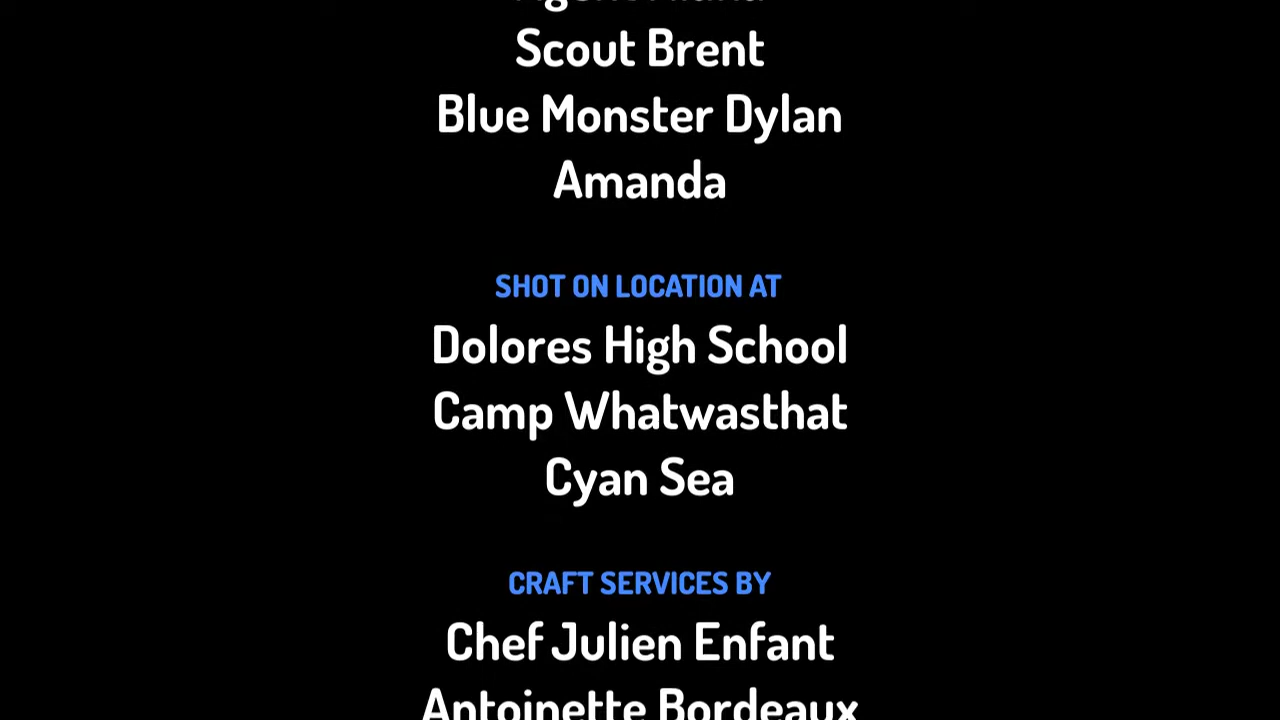 Scout Brent
Blue Monster Dylan
Amanda
SHOT ON LOCATION AT
Dolores High School
Camp Whatwasthat
Cyan Sea
CRAFT SERVICES BY
Chef Julien Enfant
Antoinette Bordeaux